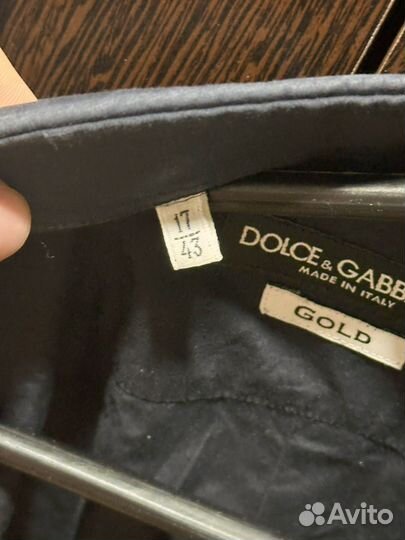 17
43
DOLCE & GABB
MADE IN ITALY
GOLD
Avito